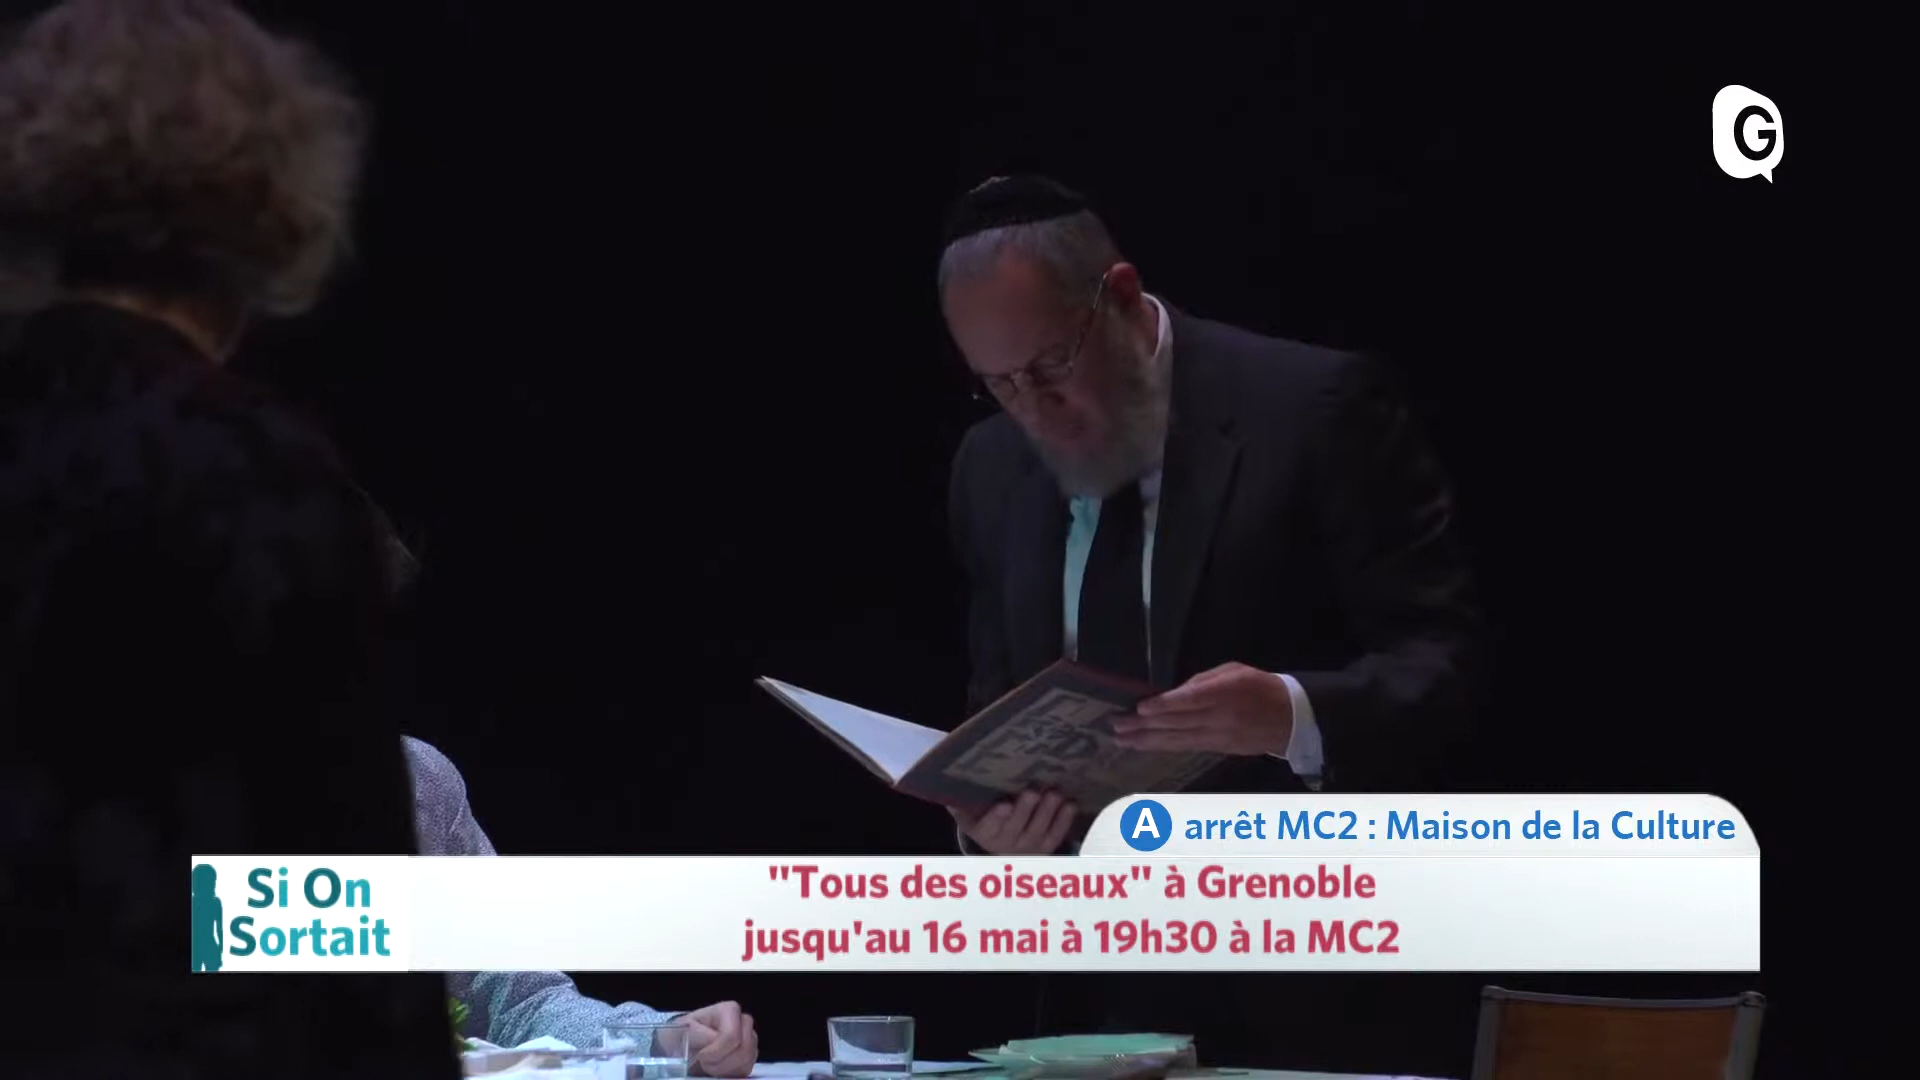 G
A arrêt MC2 : Maison de la Culture
Si On
Sortait
"Tous des oiseaux" à Grenoble
jusqu'au 16 mai à 19h30 à la MC2